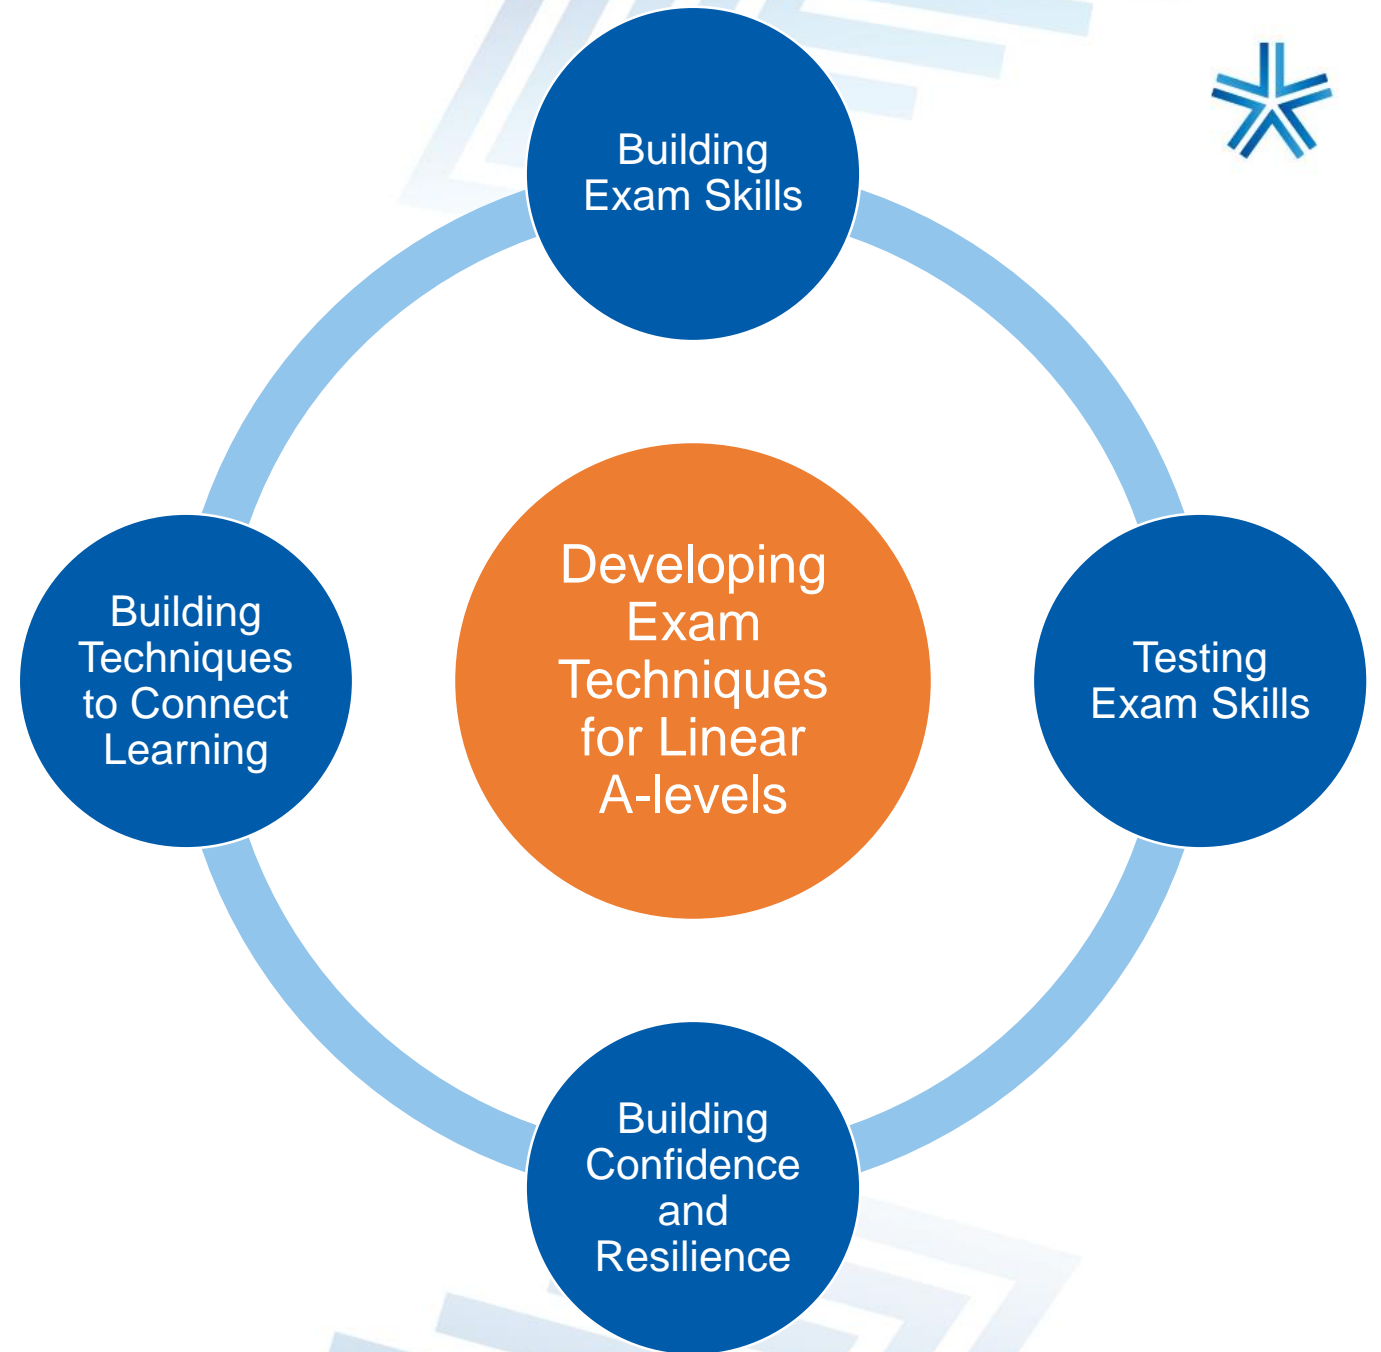 Building
Exam Skills
Developing
Exam
Techniques
for Linear
A-levels
Testing
Exam Skills
Building
Confidence
and
Resilience
Building
Techniques
to Connect
Learning